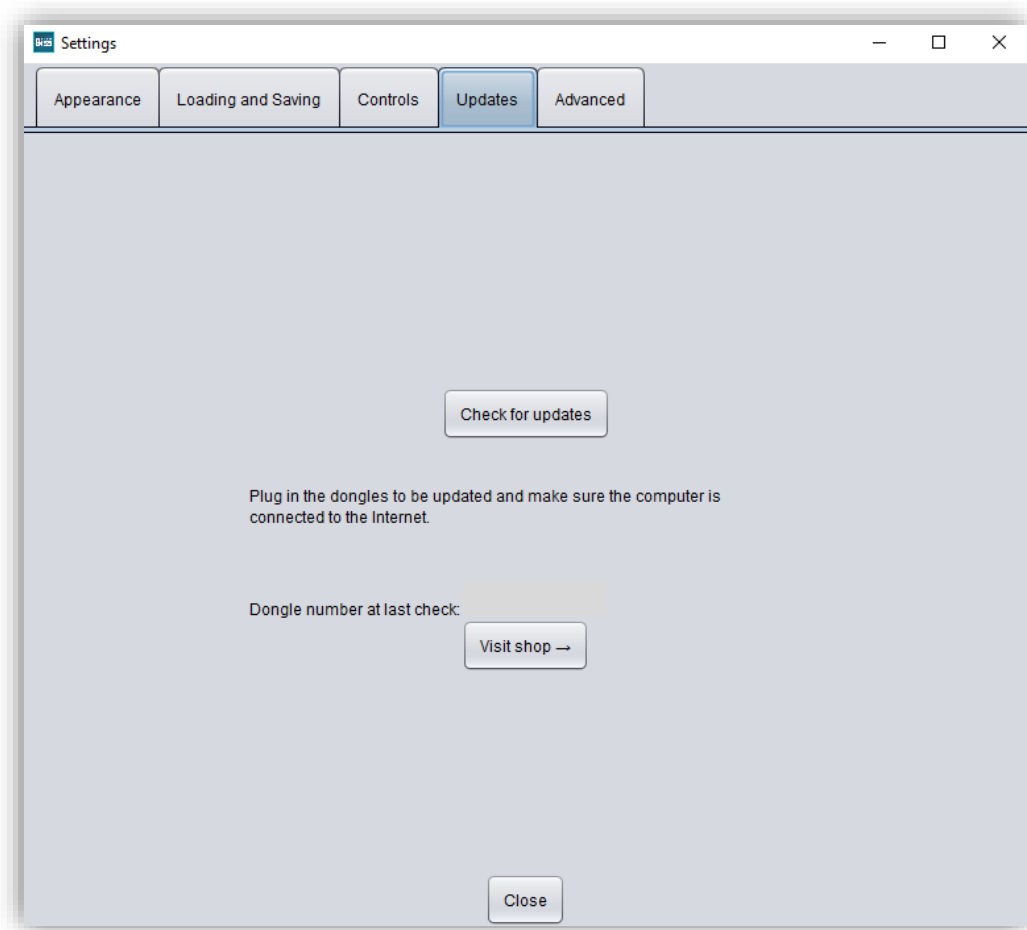 Settings
Appearance Loading and Saving Controls Updates Advanced
Check for updates
Plug in the dongles to be updated and make sure the computer is
connected to the Internet.
Dongle number at last check:
Visit shop →
Close